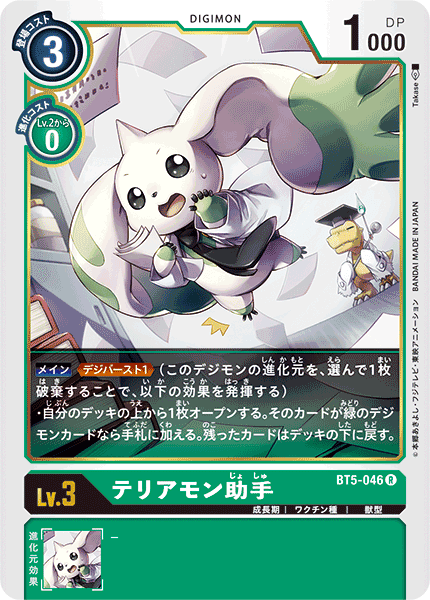 登場コスト
3
DIGIMON
1000
DP
進化コスト
Lv.2から
0
Takase
©本郷あきよし・フジテレビ・東映アニメーション BANDAI MADE IN JAPAN
メイン デジバースト1 (このデジモンの進化元を、選んで1枚
破棄することで、以下の効果を発揮する)
・自分のデッキの上から1枚オープンする。そのカードが緑のデジ
モンカードなら手札に加える。残ったカードはデッキの下に戻す。
BT5-046 R
Lv.3
テリアモン助手
成長期 | ワクチン種 | 獣型
進化元効果
-